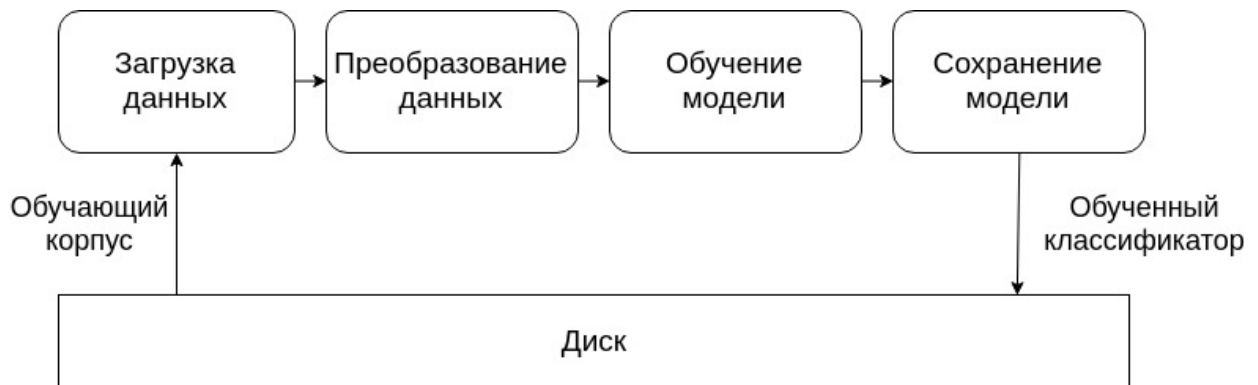 Загрузка
данных
Преобразование
данных
Обучение
модели
Сохранение
модели
Обучающий
корпус
Обученный
классификатор
Диск